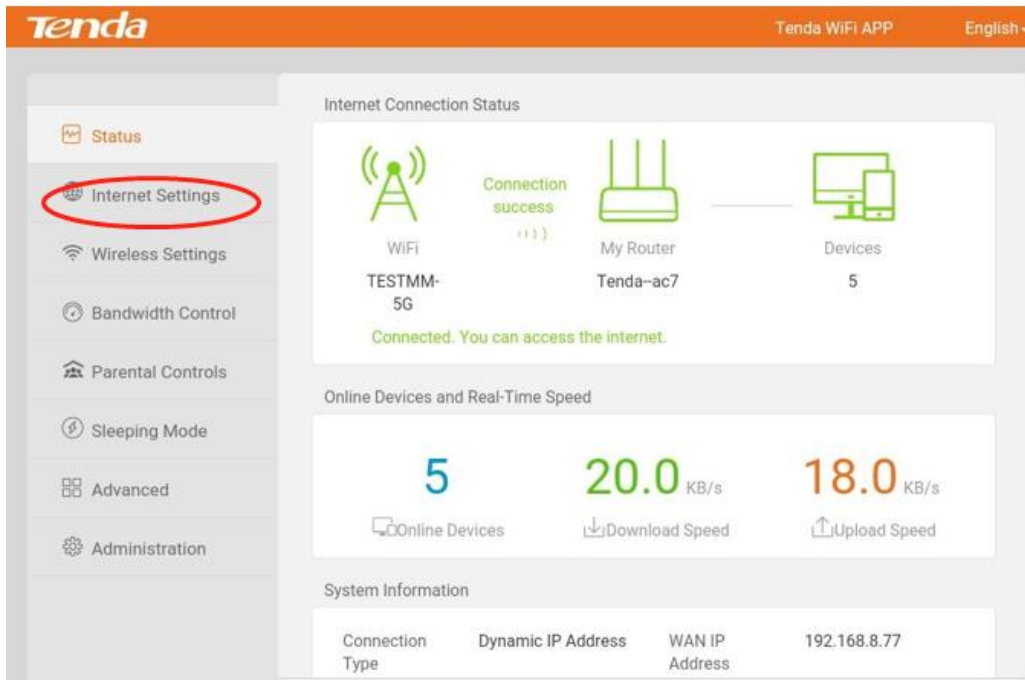 Tenda
Tenda WiFi APP English
Status
Internet Settings
Wireless Settings
Bandwidth Control
Parental Controls
Sleeping Mode
Advanced
Administration
Internet Connection Status
Connection
success
WiFi My Router Devices
TESTMM- Tenda--ac7 5
5G
Connected. You can access the internet.
Online Devices and Real-Time Speed
5 20.0 KB/s 18.0 KB/s
Online Devices Download Speed Upload Speed
System Information
Connection Dynamic IP Address WAN IP 192.168.8.77
Type Address